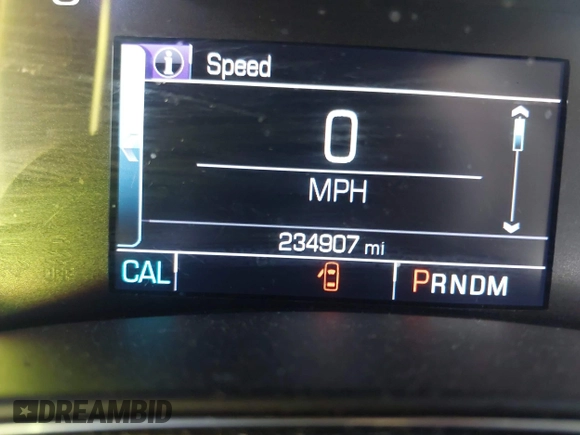 Speed
0
MPH
234907 mi
CAL PRNDM
DREAMBID